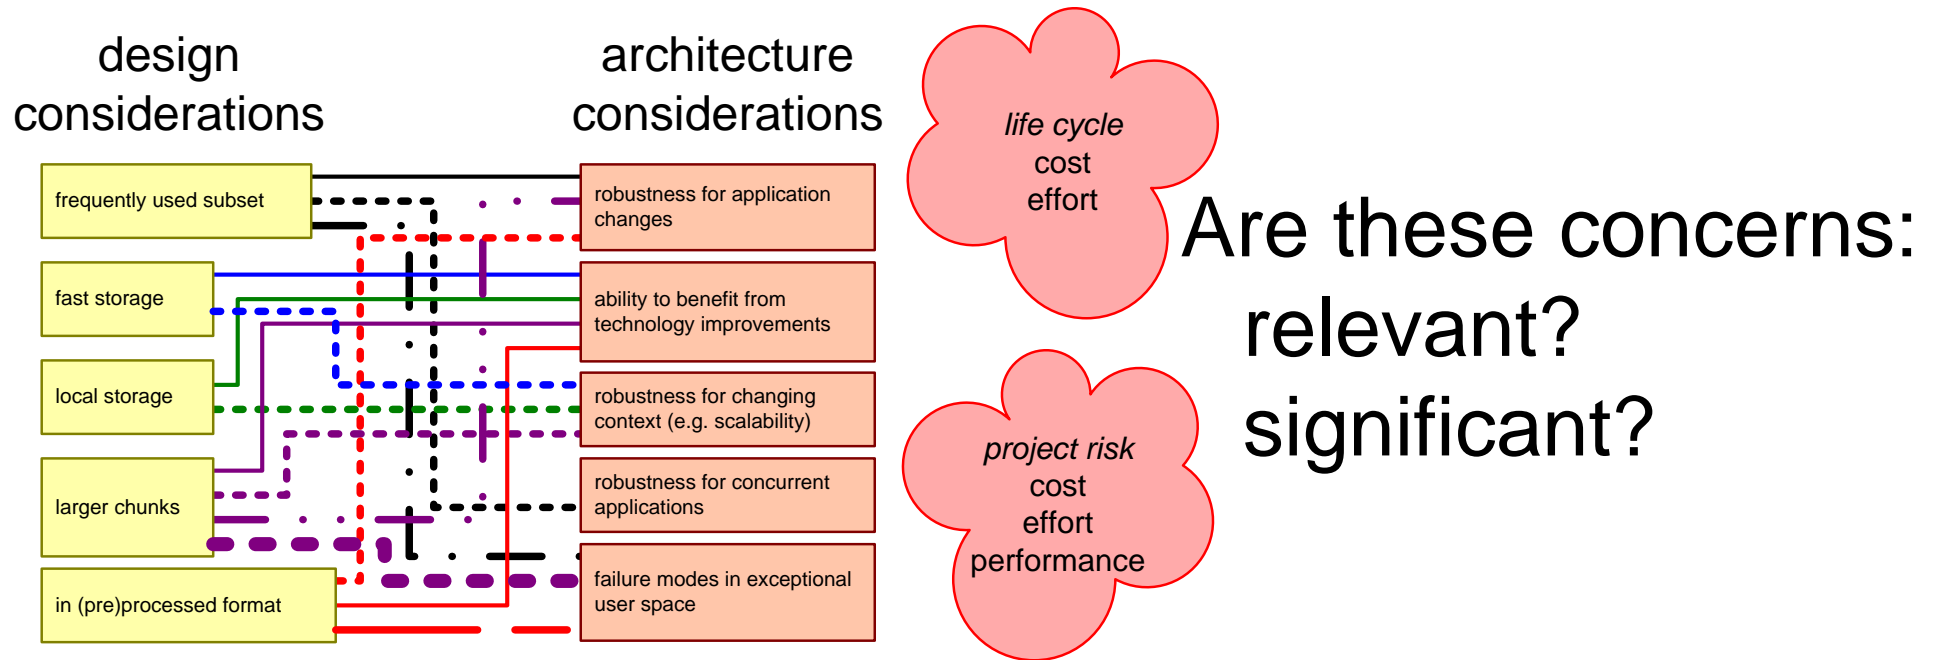 design
considerations
architecture
considerations
frequently used subset
fast storage
local storage
larger chunks
in (pre)processed format
robustness for application
changes
ability to benefit from
technology improvements
robustness for changing
context (e.g. scalability)
robustness for concurrent
applications
failure modes in exceptional
user space
life cycle
cost
effort
project risk
cost
effort
performance
Are these concerns:
relevant?
significant?